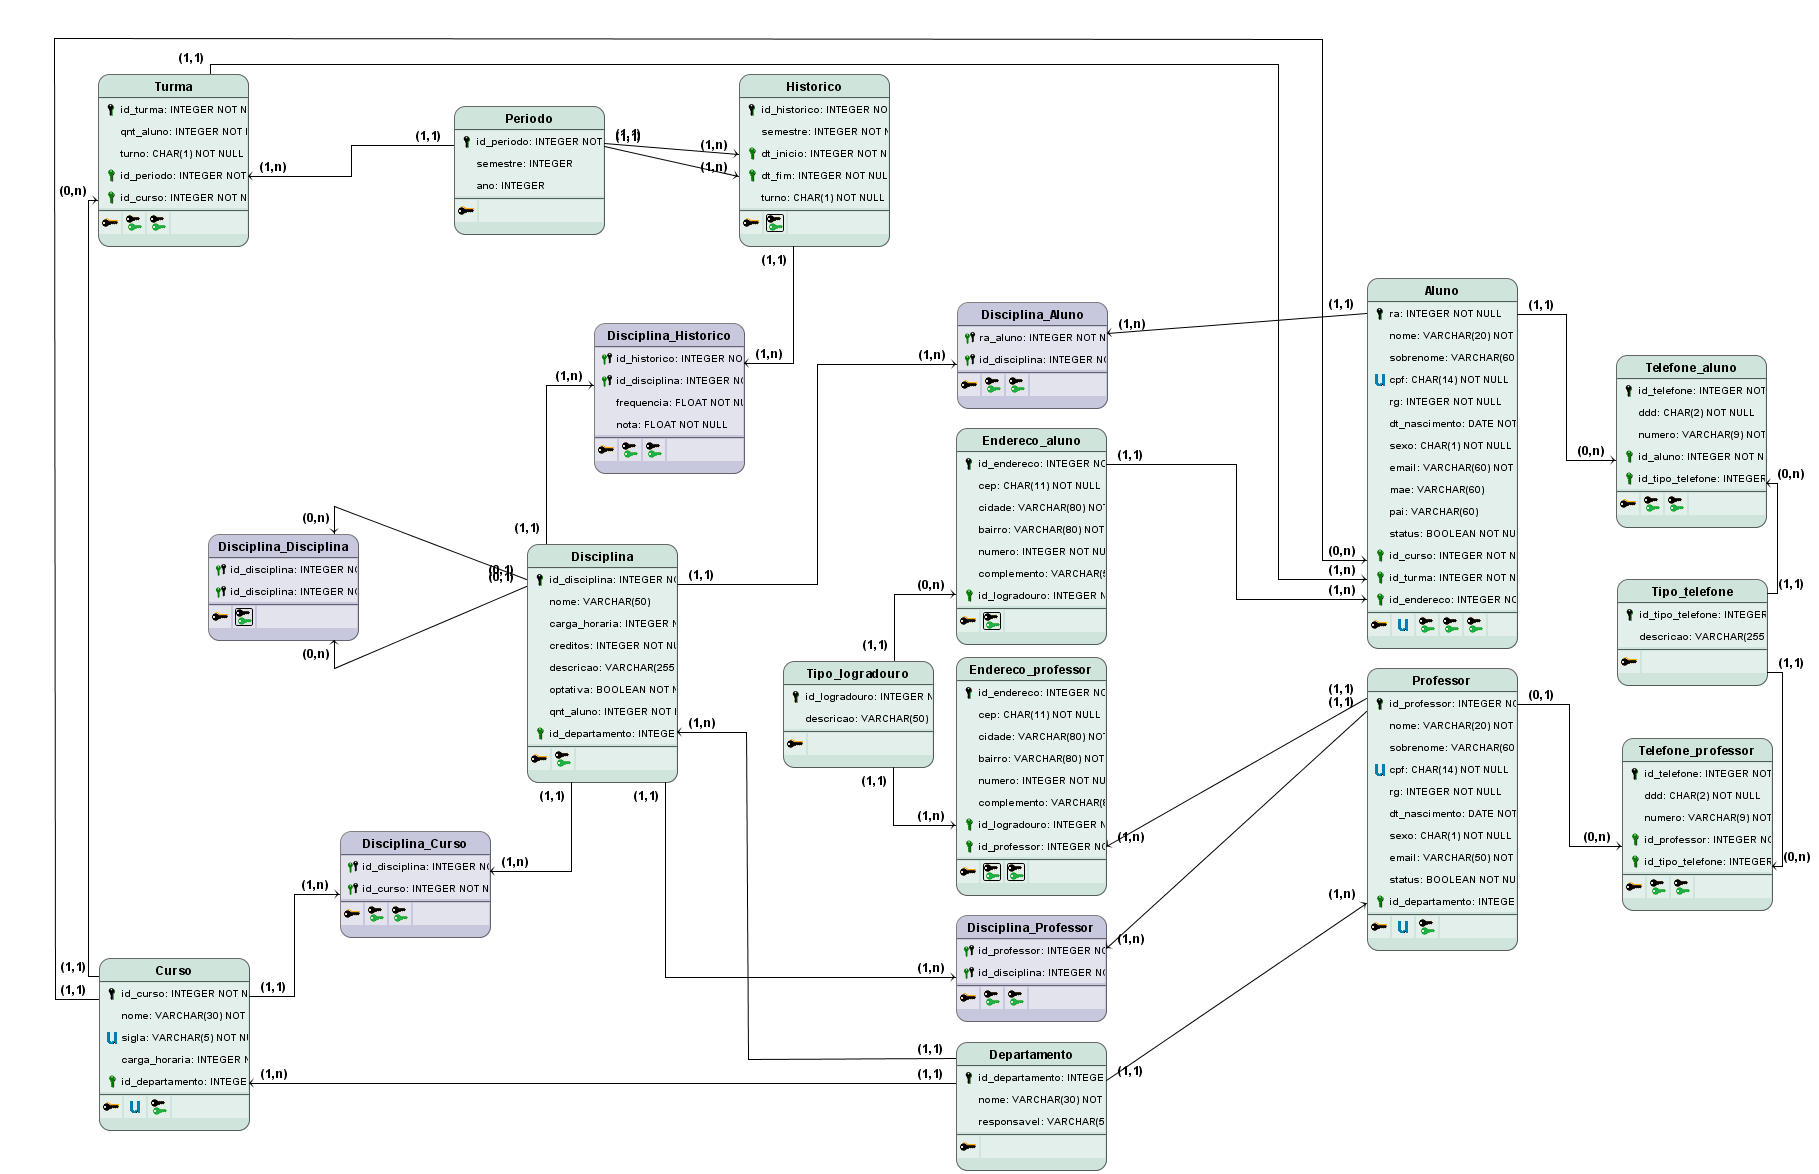 Turma
id_turma: INTEGER NOT N
qnt_aluno: INTEGER NOT I
turno: CHAR(1) NOT NULL
id_periodo: INTEGER NOT
id_curso: INTEGER NOT N
(1,1)
(1,n)
(0,n)
Periodo
id_periodo: INTEGER NOT
semestre: INTEGER
ano: INTEGER
(1,1)
(1,1)
(1,1)
Historico
id_historico: INTEGER NO
semestre: INTEGER NOT N
dt_inicio: INTEGER NOT N
dt_fim: INTEGER NOT NUL
turno: CHAR(1) NOT NULL
(1,n)
(1,n)
(1,1)
Disciplina_Historico
id_historico: INTEGER NO
id_disciplina: INTEGER NO
frequencia: FLOAT NOT NU
nota: FLOAT NOT NULL
(1,n)
(1,n)
Disciplina_Aluno
ra_aluno: INTEGER NOT N
id_disciplina: INTEGER NO
(1,n)
(1,n)
Aluno
ra: INTEGER NOT NULL
nome: VARCHAR(20) NOT
sobrenome: VARCHAR(60
u cpf: CHAR(14) NOT NULL
rg: INTEGER NOT NULL
dt_nascimento: DATE NOT
sexo: CHAR(1) NOT NULL
email: VARCHAR(60) NOT
mae: VARCHAR(60)
pai: VARCHAR(60)
status: BOOLEAN NOT NU
id_curso: INTEGER NOT N
id_turma: INTEGER NOT N
id_endereco: INTEGER NO
u
(1,1)
(1,1)
(0,n)
(1,n)
(1,n)
Telefone_aluno
id_telefone: INTEGER NOT
ddd: CHAR(2) NOT NULL
numero: VARCHAR(9) NOT
id_aluno: INTEGER NOT N
id_tipo_telefone: INTEGER
(0,n)
(0,n)
Endereco_aluno
id_endereco: INTEGER NO
cep: CHAR(11) NOT NULL
cidade: VARCHAR(80) NOT
bairro: VARCHAR(80) NOT
numero: INTEGER NOT NU
complemento: VARCHAR(5
id_logradouro: INTEGER N
(1,1)
(0,n)
Disciplina_Disciplina
id_disciplina: INTEGER NO
id_disciplina: INTEGER NO
(0,n)
(0,n)
Disciplina
id_disciplina: INTEGER NO
nome: VARCHAR(50)
carga_horaria: INTEGER N
creditos: INTEGER NOT NU
descricao: VARCHAR(255
optativa: BOOLEAN NOT N
qnt_aluno: INTEGER NOT I
id_departamento: INTEGE
(1,1)
(0,1)
(0,1)
(1,1)
(1,n)
(1,1)
(1,1)
Tipo_telefone
id_tipo_telefone: INTEGER
descricao: VARCHAR(255
(1,1)
(1,1)
Tipo_logradouro
id_logradouro: INTEGER N
descricao: VARCHAR(50)
(1,1)
(1,1)
Endereco_professor
id_endereco: INTEGER NO
cep: CHAR(11) NOT NULL
cidade: VARCHAR(80) NOT
bairro: VARCHAR(80) NOT
numero: INTEGER NOT NU
complemento: VARCHAR(8
id_logradouro: INTEGER N
id_professor: INTEGER NO
(1,n)
(1,n)
Professor
id_professor: INTEGER NO
nome: VARCHAR(20) NOT
sobrenome: VARCHAR(60
u cpf: CHAR(14) NOT NULL
rg: INTEGER NOT NULL
dt_nascimento: DATE NOT
sexo: CHAR(1) NOT NULL
email: VARCHAR(50) NOT
status: BOOLEAN NOT NU
id_departamento: INTEGE
u
(1,1)
(1,1)
(0,1)
(1,n)
Telefone_professor
id_telefone: INTEGER NOT
ddd: CHAR(2) NOT NULL
numero: VARCHAR(9) NOT
id_professor: INTEGER NO
id_tipo_telefone: INTEGER
(0,n)
(0,n)
Disciplina_Curso
id_disciplina: INTEGER NO
id_curso: INTEGER NOT N
(1,n)
(1,n)
Disciplina_Professor
id_professor: INTEGER NO
id_disciplina: INTEGER NO
(1,n)
(1,n)
Curso
id_curso: INTEGER NOT N
nome: VARCHAR(30) NOT
u sigla: VARCHAR(5) NOT NU
carga_horaria: INTEGER N
id_departamento: INTEGE
u
(1,1)
(1,1)
(1,1)
(1,n)
Departamento
id_departamento: INTEGE
nome: VARCHAR(30) NOT
responsavel: VARCHAR(5
(1,1)
(1,1)
(1,1)